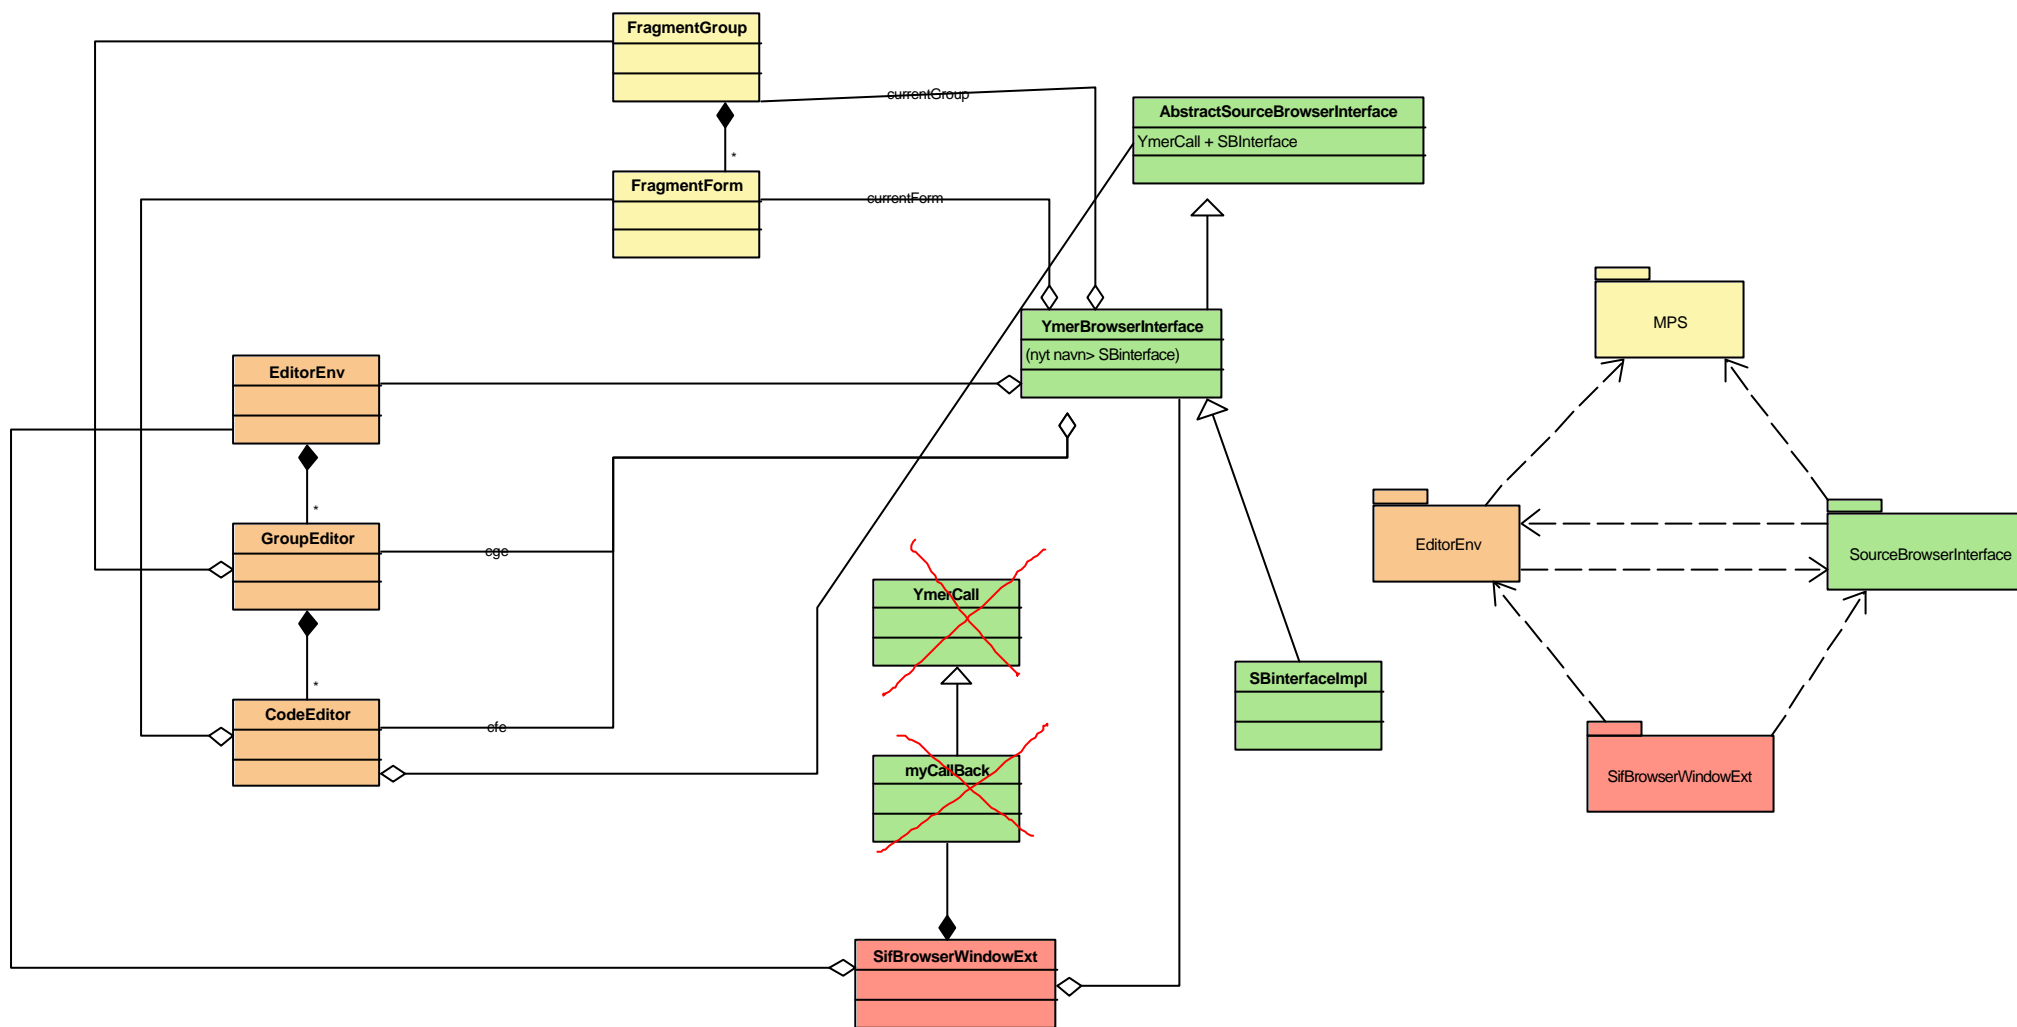 FragmentGroup
currentGroup
AbstractSourceBrowserInterface
YmerCall + SBInterface
*
FragmentForm
currentForm
YmerBrowserInterface
(nyt navn> SBinterface)
MPS
EditorEnv
*
GroupEditor
cge
EditorEnv
SourceBrowserInterface
YmerCall
*
CodeEditor
cfe
SBinterfaceImpl
myCallBack
SifBrowserWindowExt
SifBrowserWindowExt